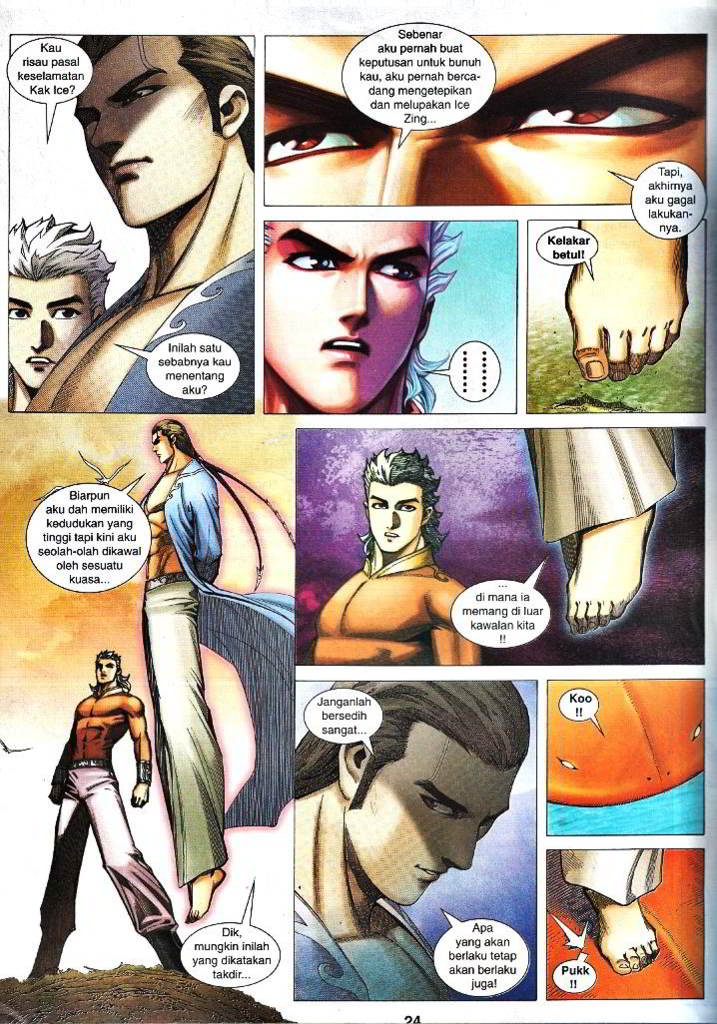 Kau
risau pasal
keselamatan
Kak Ice?
Inilah satu
sebabnya kau
menentang
aku?
Sebenar
aku pernah buat
keputusan untuk bunuh
kau, aku pernah berca-
dang mengetepikan
dan melupakan Ice
Zing...
Tapi,
akhirnya
aku gagal
lakukan-
nya.
Kelakar
betul!
Biarpun
aku dah memiliki
kedudukan yang
tinggi tapi kini aku
seolah-olah dikawal
oleh sesuatu
kuasa...
...
di mana ia
memang di luar
kawalan kita
!!
Dik,
mungkin inilah
yang dikatakan
takdir...
Janganlah
bersedih
sangat...
Apa
yang akan
berlaku tetap
akan berlaku
juga!
Koo
!!
Pukk
!!
24